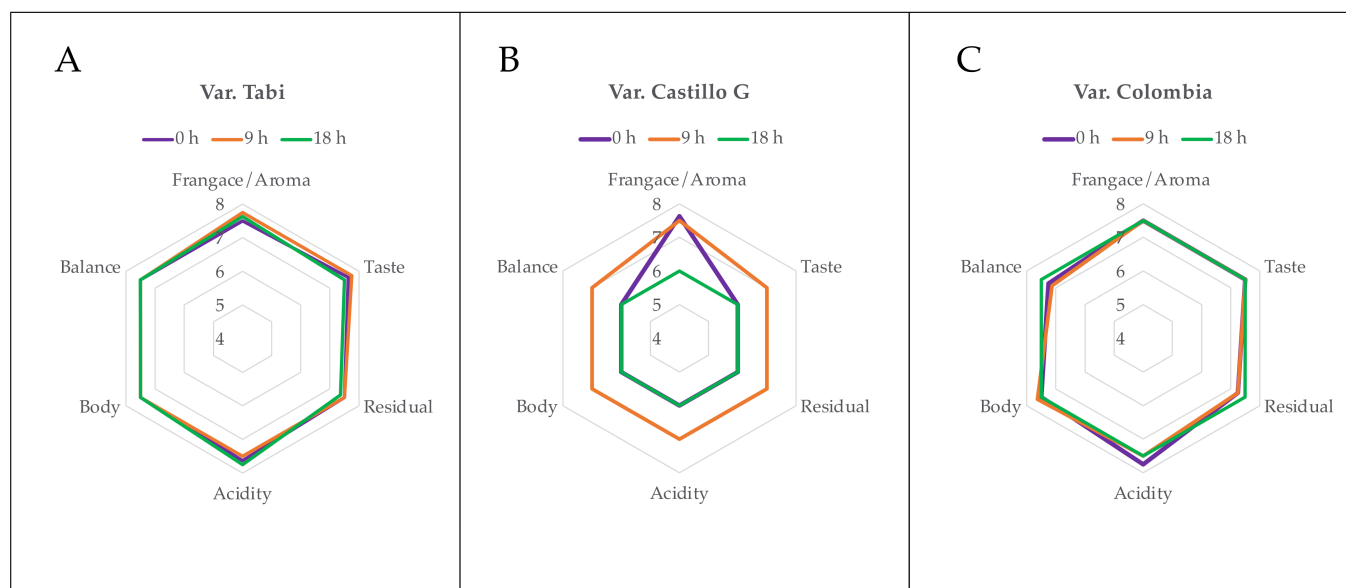 A
Var. Tabi
0 h 9 h 18 h
Frangace/Aroma
8
7
6
5
4
Balance
Taste
Body
Residual
Acidity
B
Var. Castillo G
0 h 9 h 18 h
Frangace/Aroma
8
7
6
5
4
Balance
Taste
Body
Residual
Acidity
C
Var. Colombia
0 h 9 h 18 h
Frangace/Aroma
8
7
6
5
4
Balance
Taste
Body
Residual
Acidity